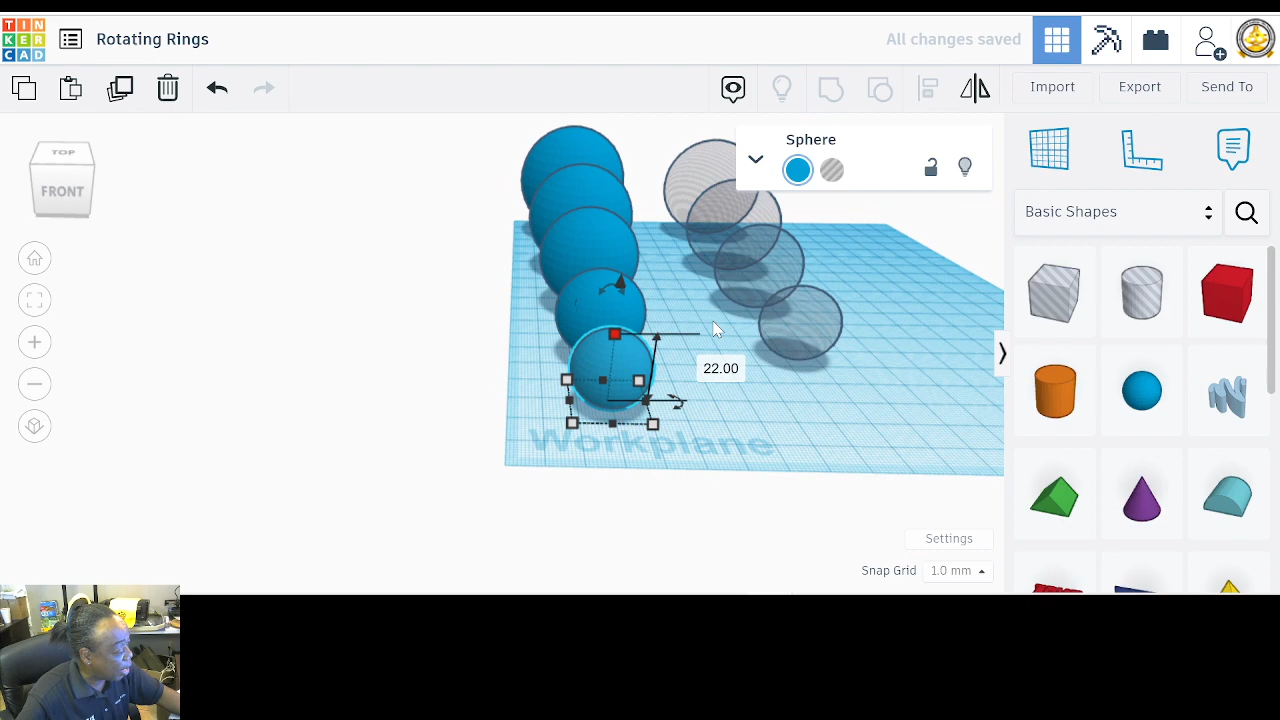 TIN
KER
CAD
Rotating Rings
All changes saved
Import
Export
Send To
TOP
FRONT
Sphere
Basic Shapes
22.00
Workplane
Settings
Snap Grid
1.0 mm